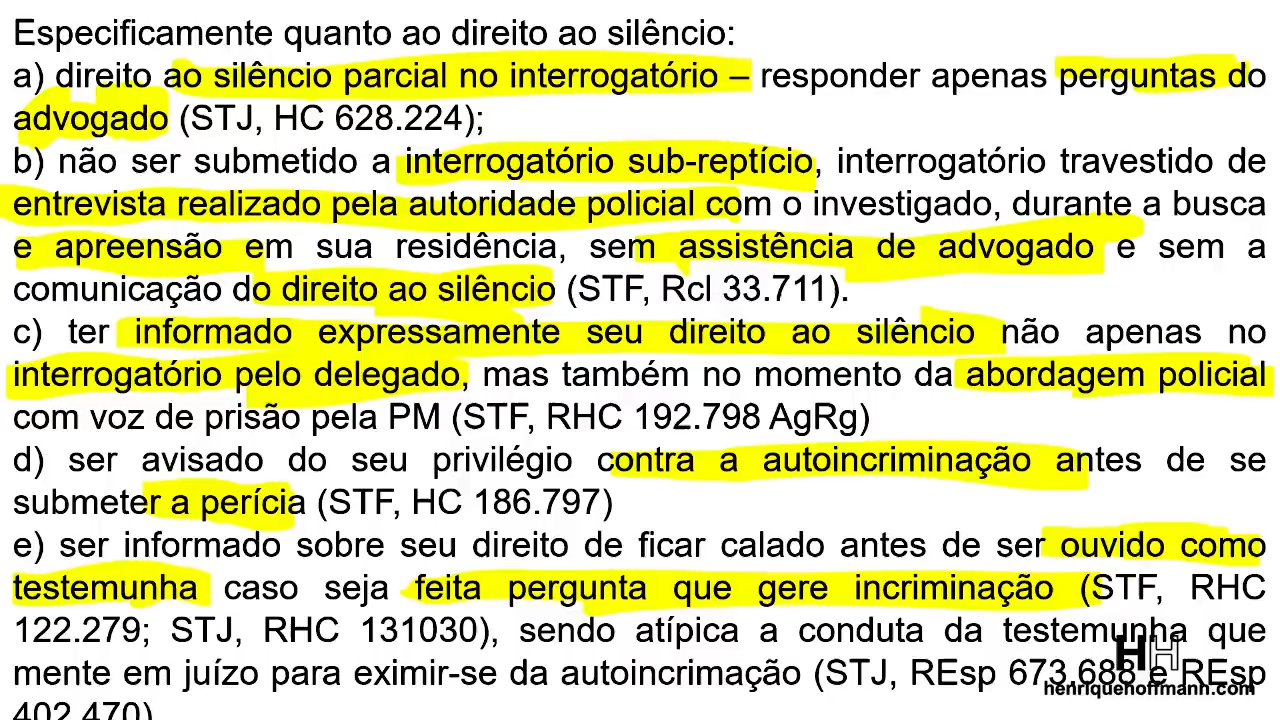 Especificamente quanto ao direito ao silêncio:
a) direito ao silêncio parcial no interrogatório – responder apenas perguntas do
advogado (STJ, HC 628.224);
b) não ser submetido a interrogatório sub-reptício, interrogatório travestido de
entrevista realizado pela autoridade policial com o investigado, durante a busca
e apreensão em sua residência, sem assistência de advogado e sem a
comunicação do direito ao silêncio (STF, Rcl 33.711).
c) ter informado expressamente seu direito ao silêncio não apenas no
interrogatório pelo delegado, mas também no momento da abordagem policial
com voz de prisão pela PM (STF, RHC 192.798 AgRg)
d) ser avisado do seu privilégio contra a autoincriminação antes de se
submeter a perícia (STF, HC 186.797)
e) ser informado sobre seu direito de ficar calado antes de ser ouvido como
testemunha caso seja feita pergunta que gere incriminação (STF, RHC
122.279; STJ, RHC 131030), sendo atípica a conduta da testemunha que
mente em juízo para eximir-se da autoincrimação (STJ, REsp 673.688 e REsp
402.470)
HH
henriquehoffmann.com